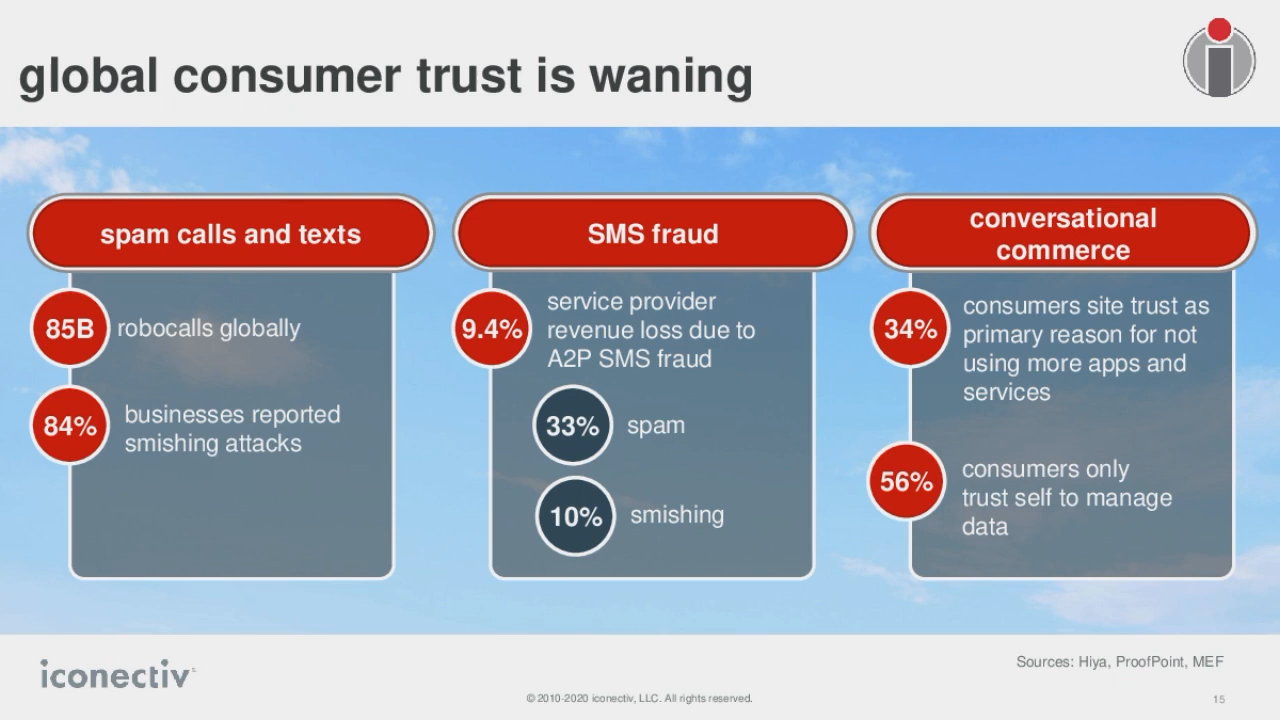 global consumer trust is waning
spam calls and texts
85B
robocalls globally
84%
businesses reported
smishing attacks
SMS fraud
9.4%
service provider
revenue loss due to
A2P SMS fraud
33%
spam
10%
smishing
conversational
commerce
34%
consumers site trust as
primary reason for not
using more apps and
services
56%
consumers only
trust self to manage
data
iconectiv
Sources: Hiya, ProofPoint, MEF
© 2010-2020 iconectiv, LLC. All rights reserved.
15